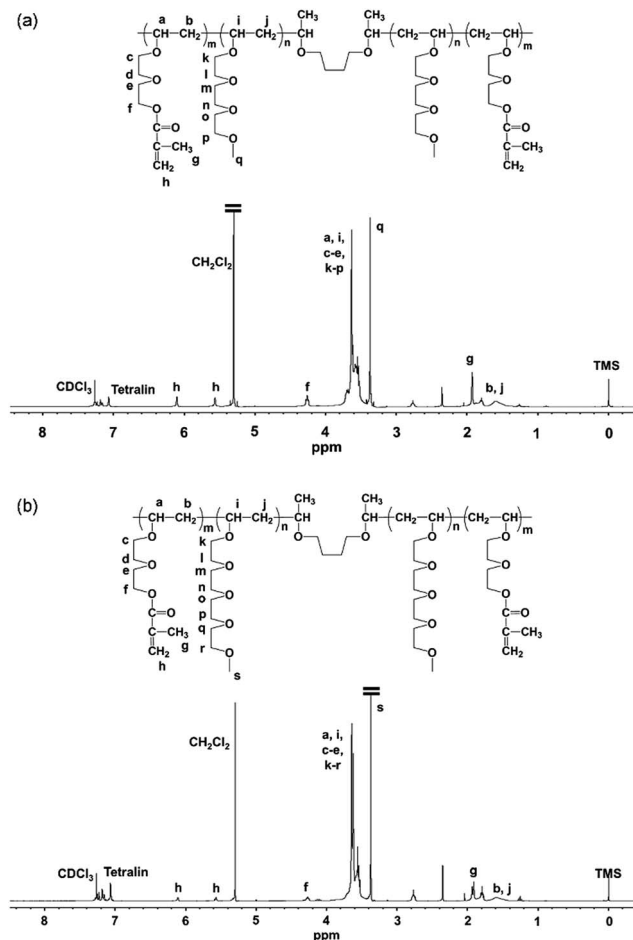 (a)
a b i j CH₃ CH₃
( CH–CH₂ )m ( CH–CH₂ )n CH CH ( CH₂–CH )n ( CH₂–CH )m
c O k O O O O O
d l
e O m O O O
f n
O o O O O
C=O p C=O
O O
CH₃ q CH₃
g
CH₂ CH₂
h
q
CH₂Cl₂
a, i,
c-e,
k-p
g
CDCl₃ Tetralin h h f b, j TMS
8 7 6 5 4 3 2 1 0
ppm
(b)
a b i j CH₃ CH₃
( CH–CH₂ )m ( CH–CH₂ )n CH CH ( CH₂–CH )n ( CH₂–CH )m
c O k O O O O O
d l
e O m O O O
f n
O o O O O
C=O p C=O
q O O
CH₃ CH₃
g r
CH₂ O O CH₂
h
s
s
CH₂Cl₂
a, i,
c-e,
k-r
g
CDCl₃ Tetralin h h f b, j TMS
8 7 6 5 4 3 2 1 0
ppm